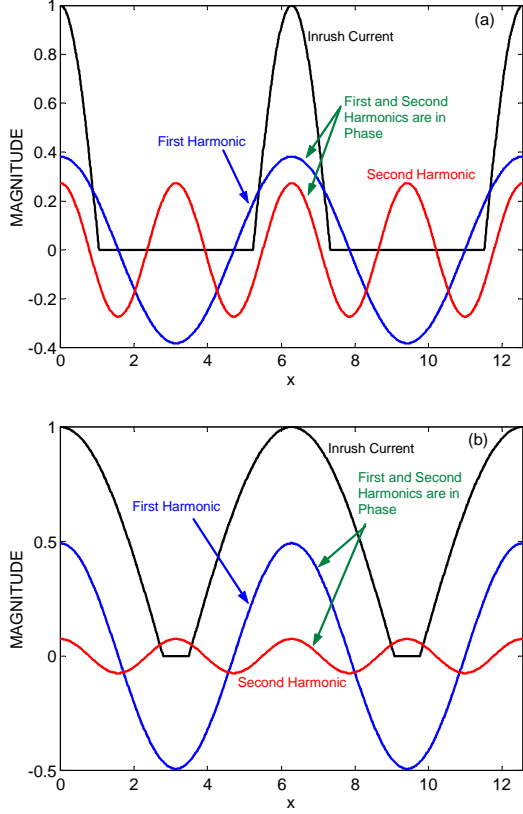 (a)
1
Inrush Current
0.8
0.6
First and Second
Harmonics are in
Phase
First Harmonic
0.4
Second Harmonic
0.2
0
-0.2
-0.4
MAGNITUDE
0 2 4 6 8 10 12
x
(b)
1
Inrush Current
First and Second
Harmonics are in
Phase
First Harmonic
0.5
0
Second Harmonic
-0.5
MAGNITUDE
0 2 4 6 8 10 12
x